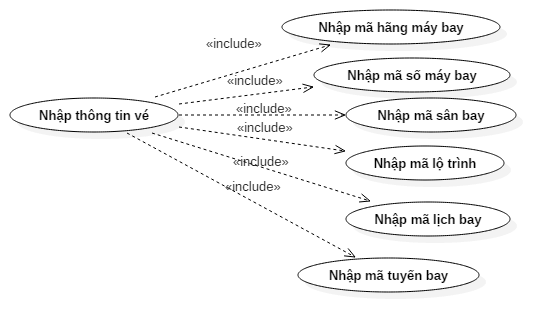 Nhập mã hãng máy bay
«include»
Nhập mã số máy bay
«include»
Nhập thông tin vé
«include»
Nhập mã sân bay
«include»
Nhập mã lộ trình
«include»
«include»
Nhập mã lịch bay
Nhập mã tuyến bay